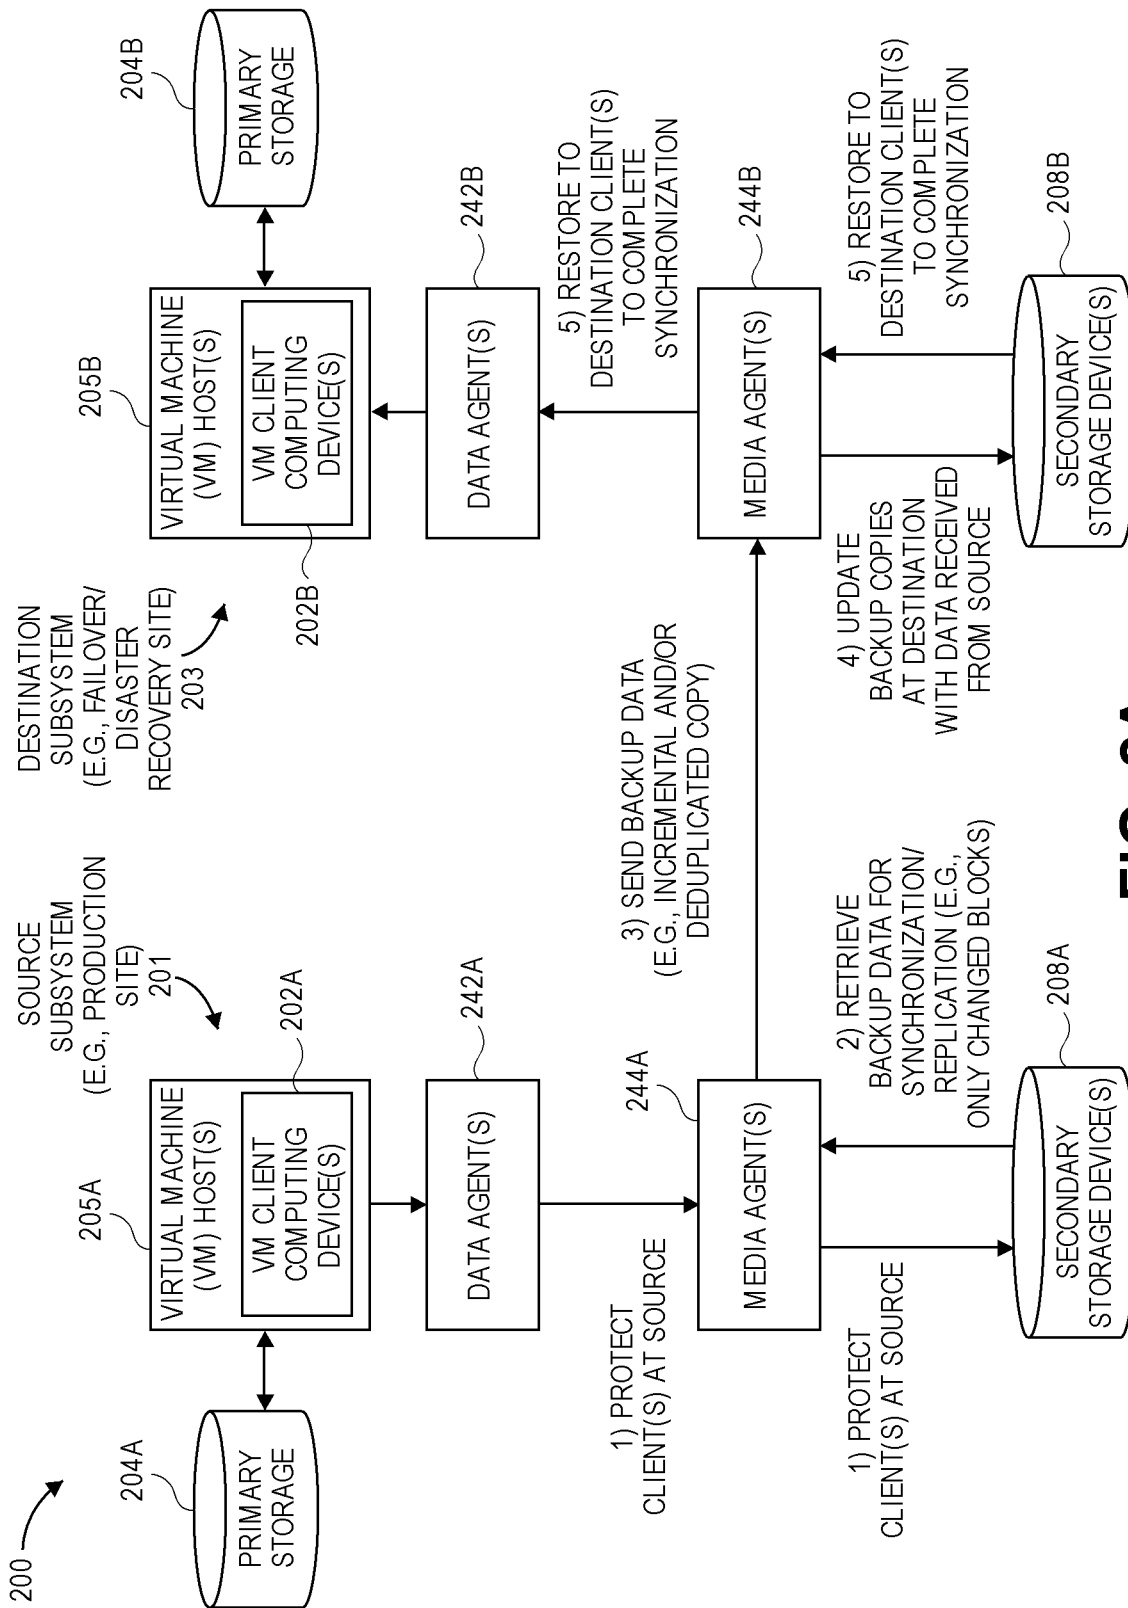 200
SOURCE
SUBSYSTEM
(E.G., PRODUCTION
SITE)
201
DESTINATION
SUBSYSTEM
(E.G., FAILOVER/
DISASTER
RECOVERY SITE)
203
204A
PRIMARY
STORAGE
205A
VIRTUAL MACHINE
(VM) HOST(S)
VM CLIENT
COMPUTING
DEVICE(S)
202A
205B
VIRTUAL MACHINE
(VM) HOST(S)
VM CLIENT
COMPUTING
DEVICE(S)
202B
204B
PRIMARY
STORAGE
DATA AGENT(S)
242A
DATA AGENT(S)
242B
1) PROTECT
CLIENT(S) AT SOURCE
3) SEND BACKUP DATA
(E.G., INCREMENTAL AND/OR
DEDUPLICATED COPY)
5) RESTORE TO
DESTINATION CLIENT(S)
TO COMPLETE
SYNCHRONIZATION
MEDIA AGENT(S)
244A
MEDIA AGENT(S)
244B
1) PROTECT
CLIENT(S) AT SOURCE
2) RETRIEVE
BACKUP DATA FOR
SYNCHRONIZATION/
REPLICATION (E.G.,
ONLY CHANGED BLOCKS)
4) UPDATE
BACKUP COPIES
AT DESTINATION
WITH DATA RECEIVED
FROM SOURCE
5) RESTORE TO
DESTINATION CLIENT(S)
TO COMPLETE
SYNCHRONIZATION
SECONDARY
STORAGE DEVICE(S)
208A
SECONDARY
STORAGE DEVICE(S)
208B
FIG. 2A